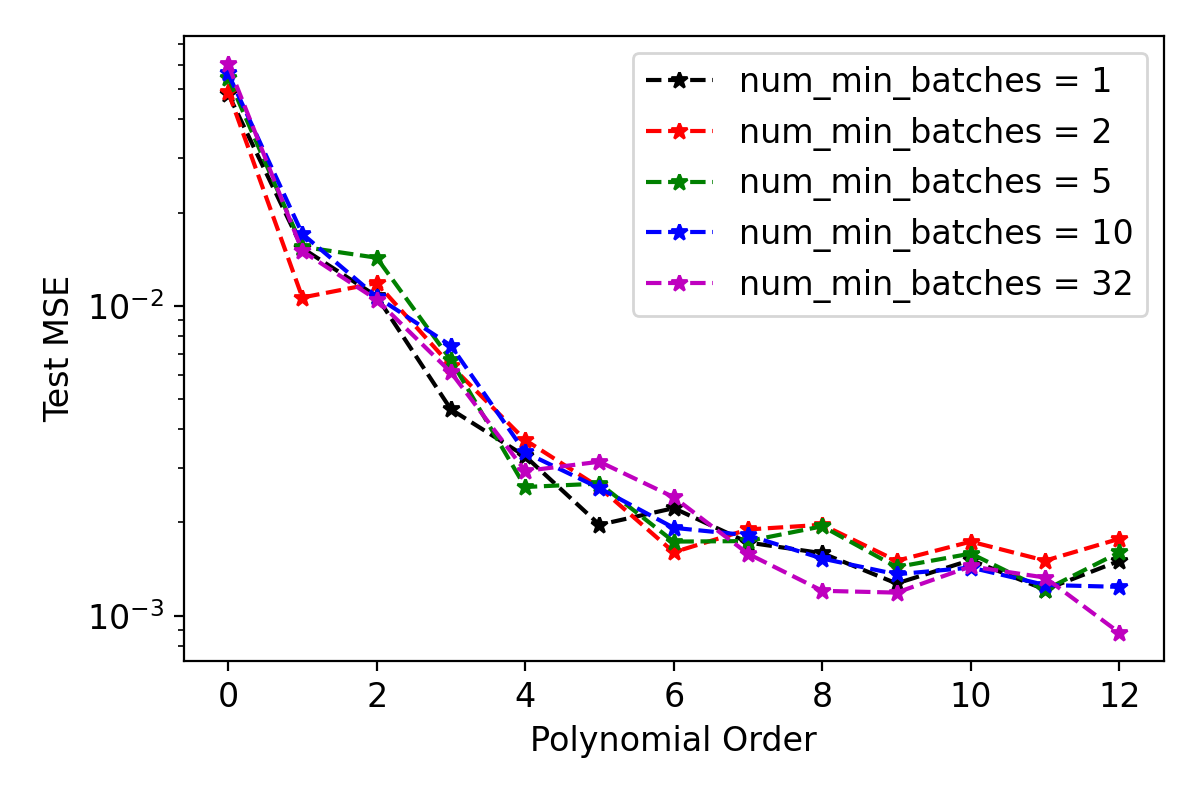 num_min_batches = 1
num_min_batches = 2
num_min_batches = 5
num_min_batches = 10
num_min_batches = 32
Test MSE
10⁻²
10⁻³
0 2 4 6 8 10 12
Polynomial Order